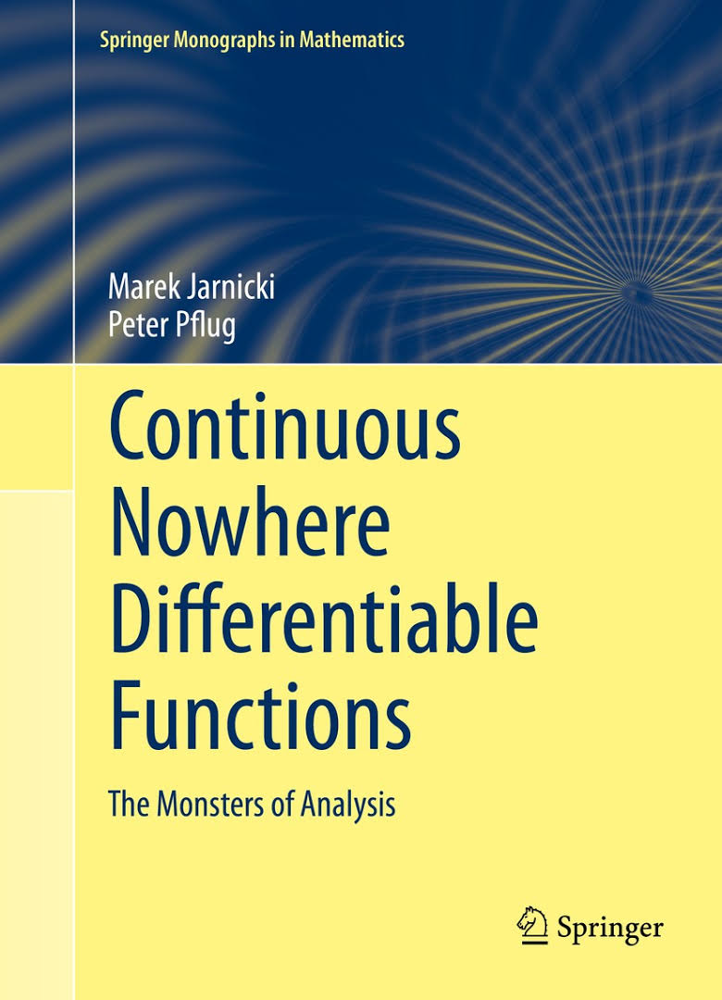 Springer Monographs in Mathematics
Marek Jarnicki
Peter Pflug
Continuous
Nowhere
Differentiable
Functions
The Monsters of Analysis
Springer